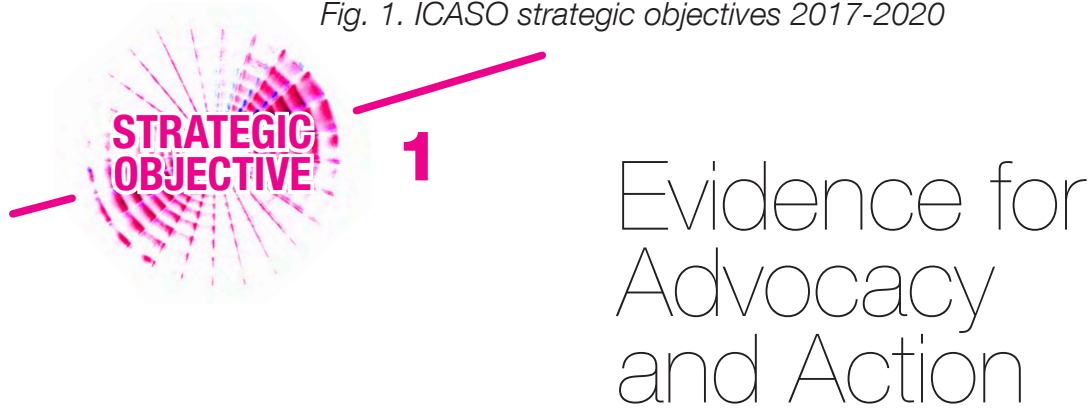 Fig. 1. ICASO strategic objectives 2017-2020
STRATEGIC
OBJECTIVE
1
Evidence for
Advocacy
and Action